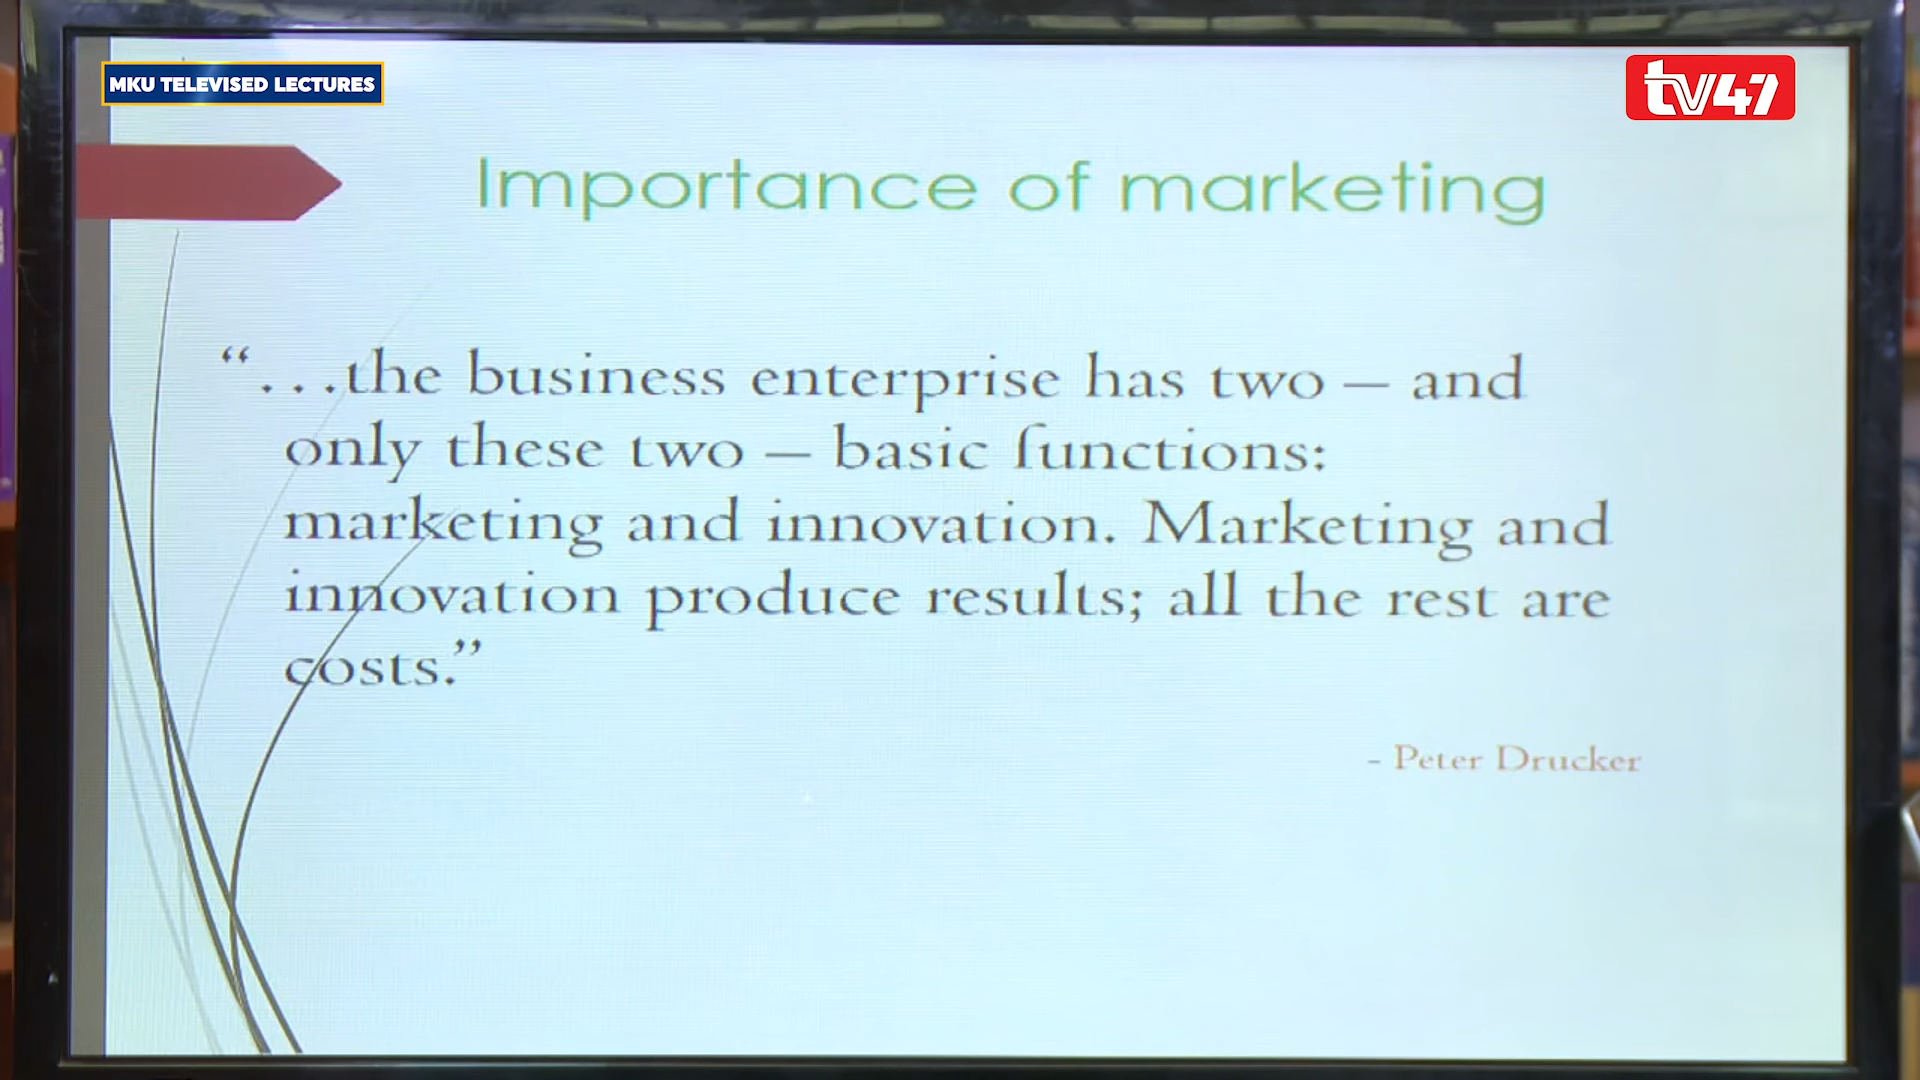 MKU TELEVISED LECTURES
tv47
Importance of marketing
“…the business enterprise has two – and
only these two – basic functions:
marketing and innovation. Marketing and
innovation produce results; all the rest are
costs.”
- Peter Drucker